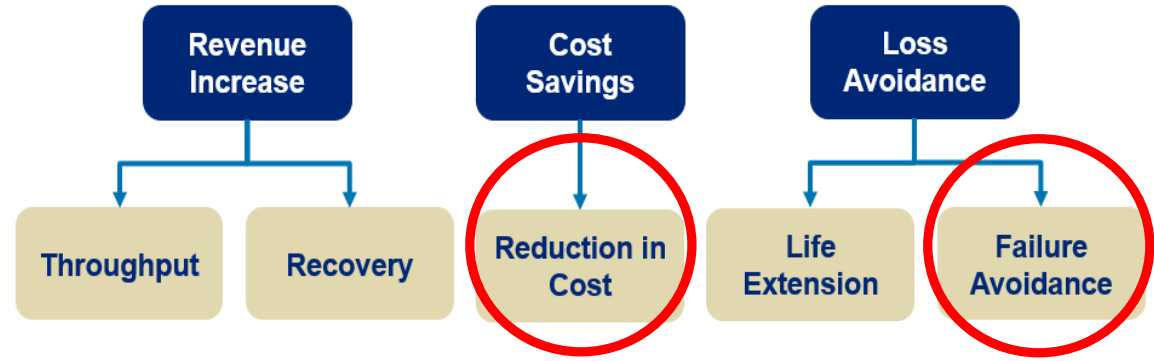 Revenue
Increase
Cost
Savings
Loss
Avoidance
Throughput
Recovery
Reduction in
Cost
Life
Extension
Failure
Avoidance